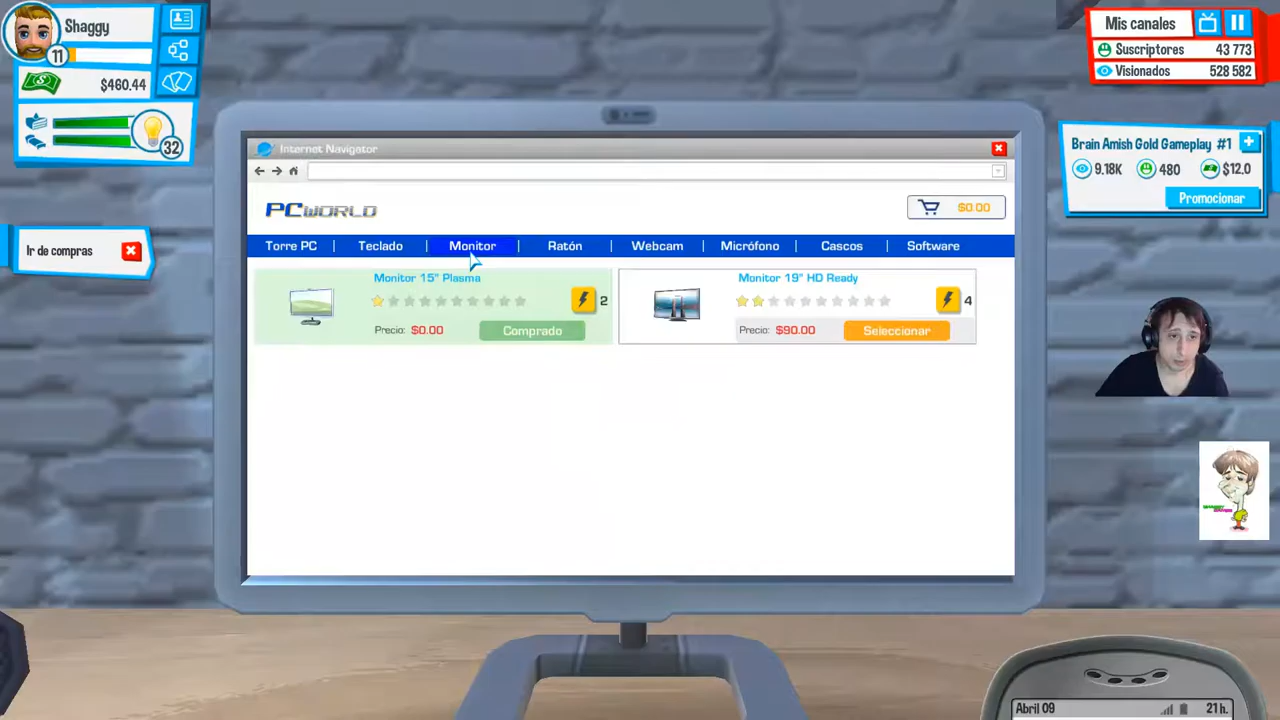 Shaggy
11
$460.44
32
Ir de compras
Mis canales
Suscriptores 43 773
Visionados 528 582
Brain Amish Gold Gameplay #1
9.18K 480 $12.0
Promocionar
Internet Navigator
PCWORLD
$0.00
Torre PC Teclado Monitor Ratón Webcam Micrófono Cascos Software
Monitor 15" Plasma
2
Precio: $0.00 Comprado
Monitor 19" HD Ready
4
Precio: $90.00 Seleccionar
Abril 09 21h.